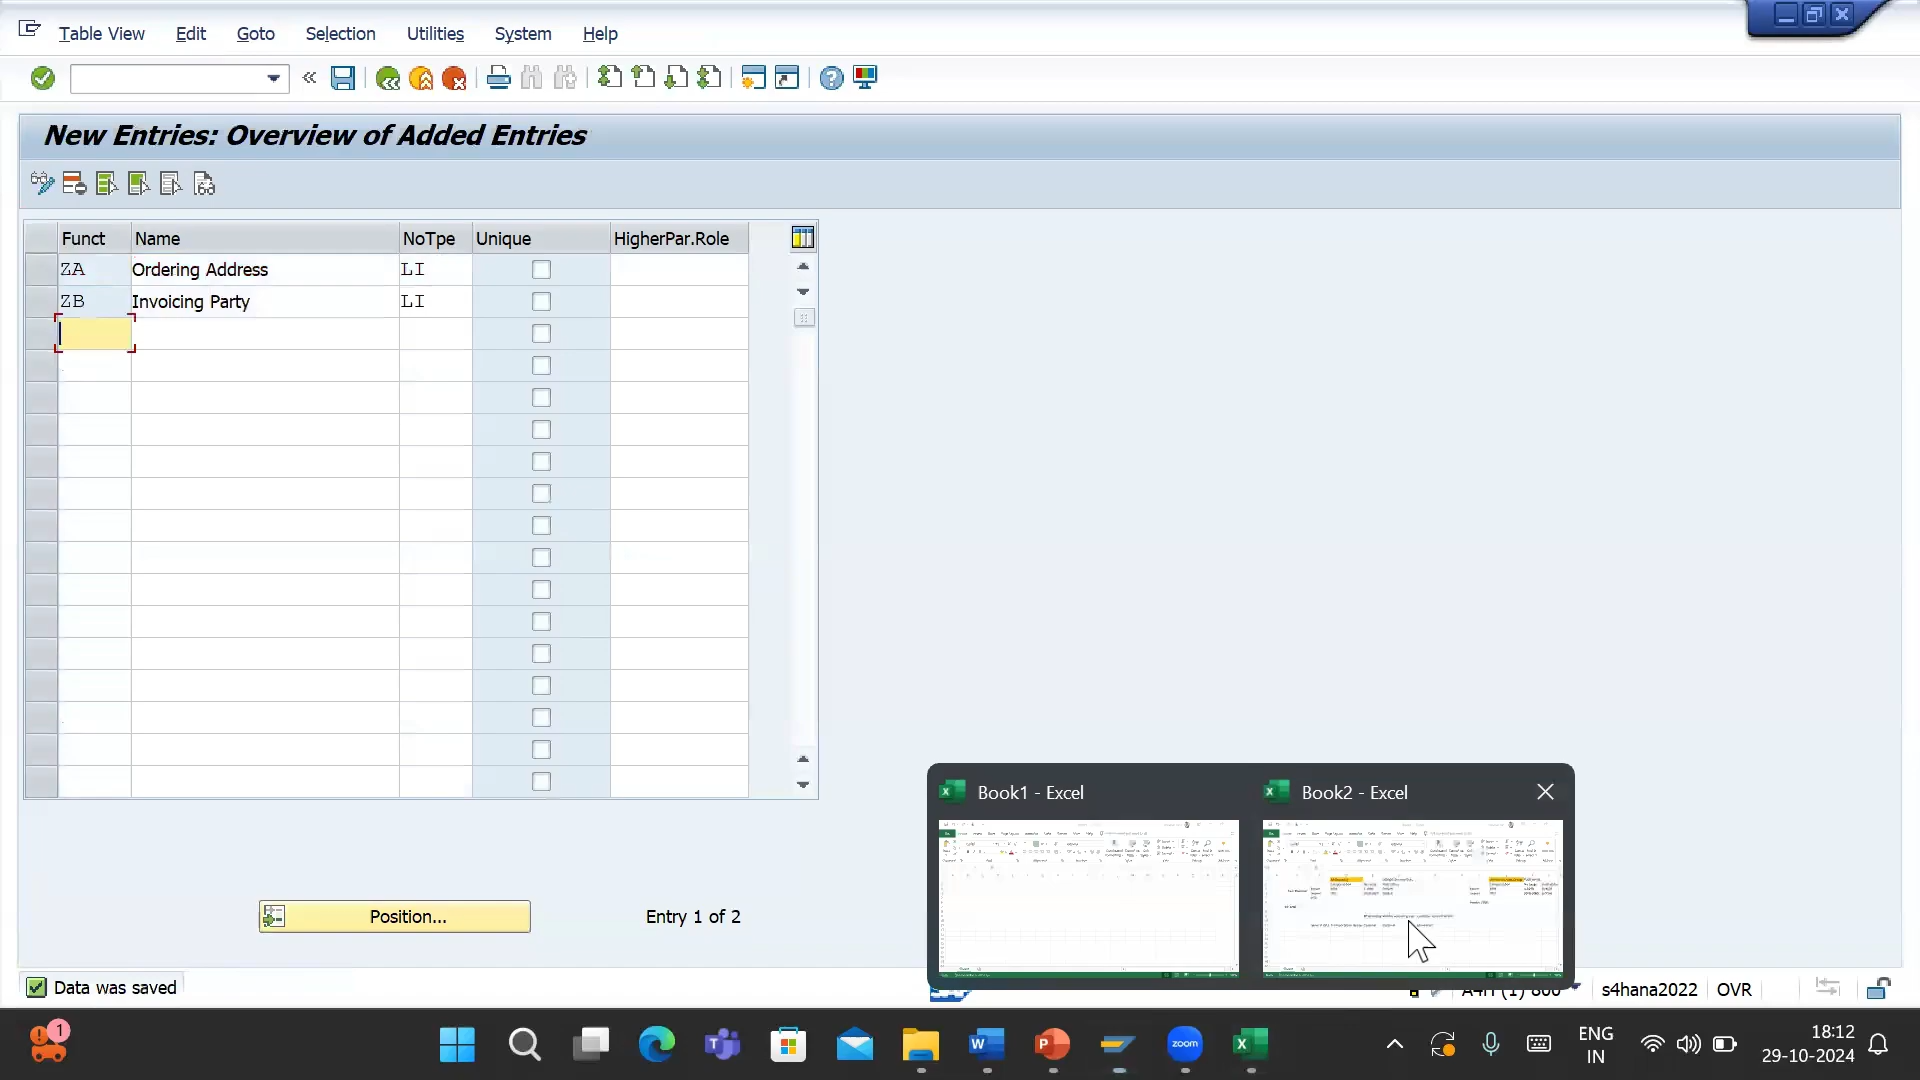 Table View Edit Goto Selection Utilities System Help
New Entries: Overview of Added Entries
Funct Name NoTpe Unique HigherPar.Role
ZA Ordering Address LI
ZB Invoicing Party LI
Position... Entry 1 of 2
Book1 - Excel Book2 - Excel
Data was saved
s4hana2022 OVR
1
zoom
ENG
IN
18:12
29-10-2024